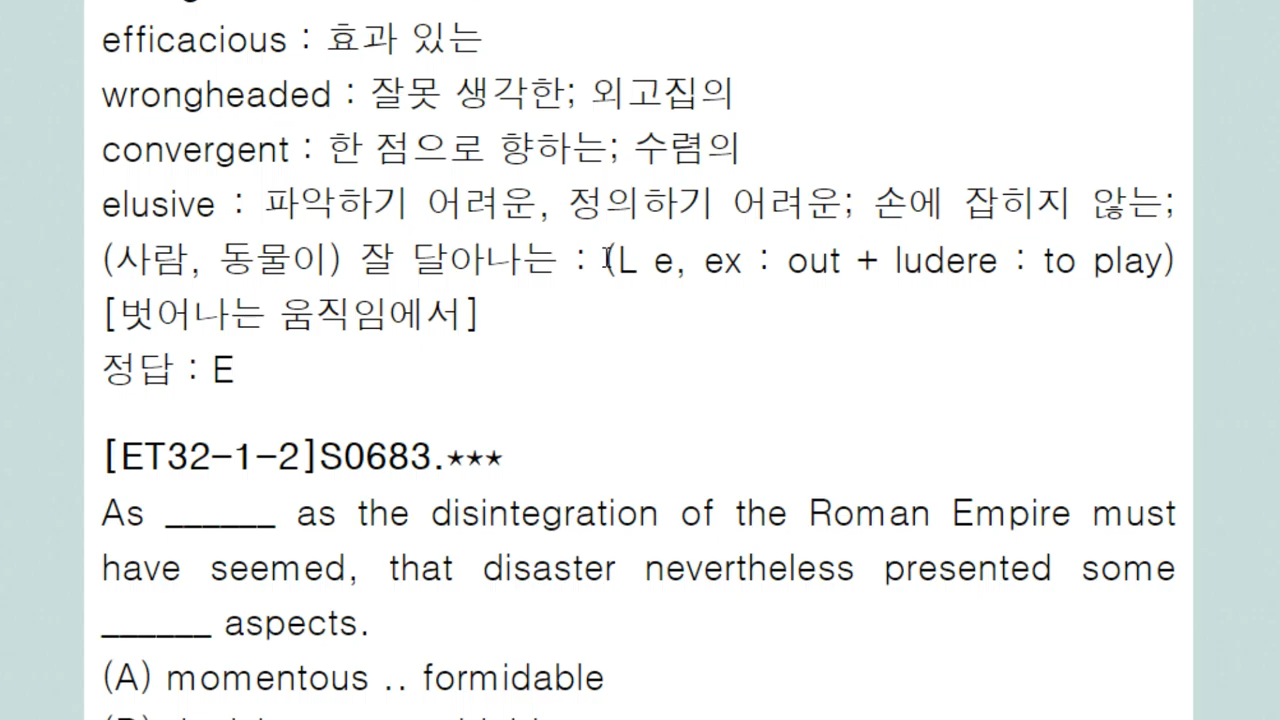 efficacious : 효과 있는
wrongheaded : 잘못 생각한; 외고집의
convergent : 한 점으로 향하는; 수렴의
elusive : 파악하기 어려운, 정의하기 어려운; 손에 잡히지 않는;
(사람, 동물이) 잘 달아나는 : (L e, ex : out + ludere : to play)
[벗어나는 움직임에서]
정답 : E
[ET32-1-2]S0683.★★★
As ______ as the disintegration of the Roman Empire must
have seemed, that disaster nevertheless presented some
______ aspects.
(A) momentous .. formidable